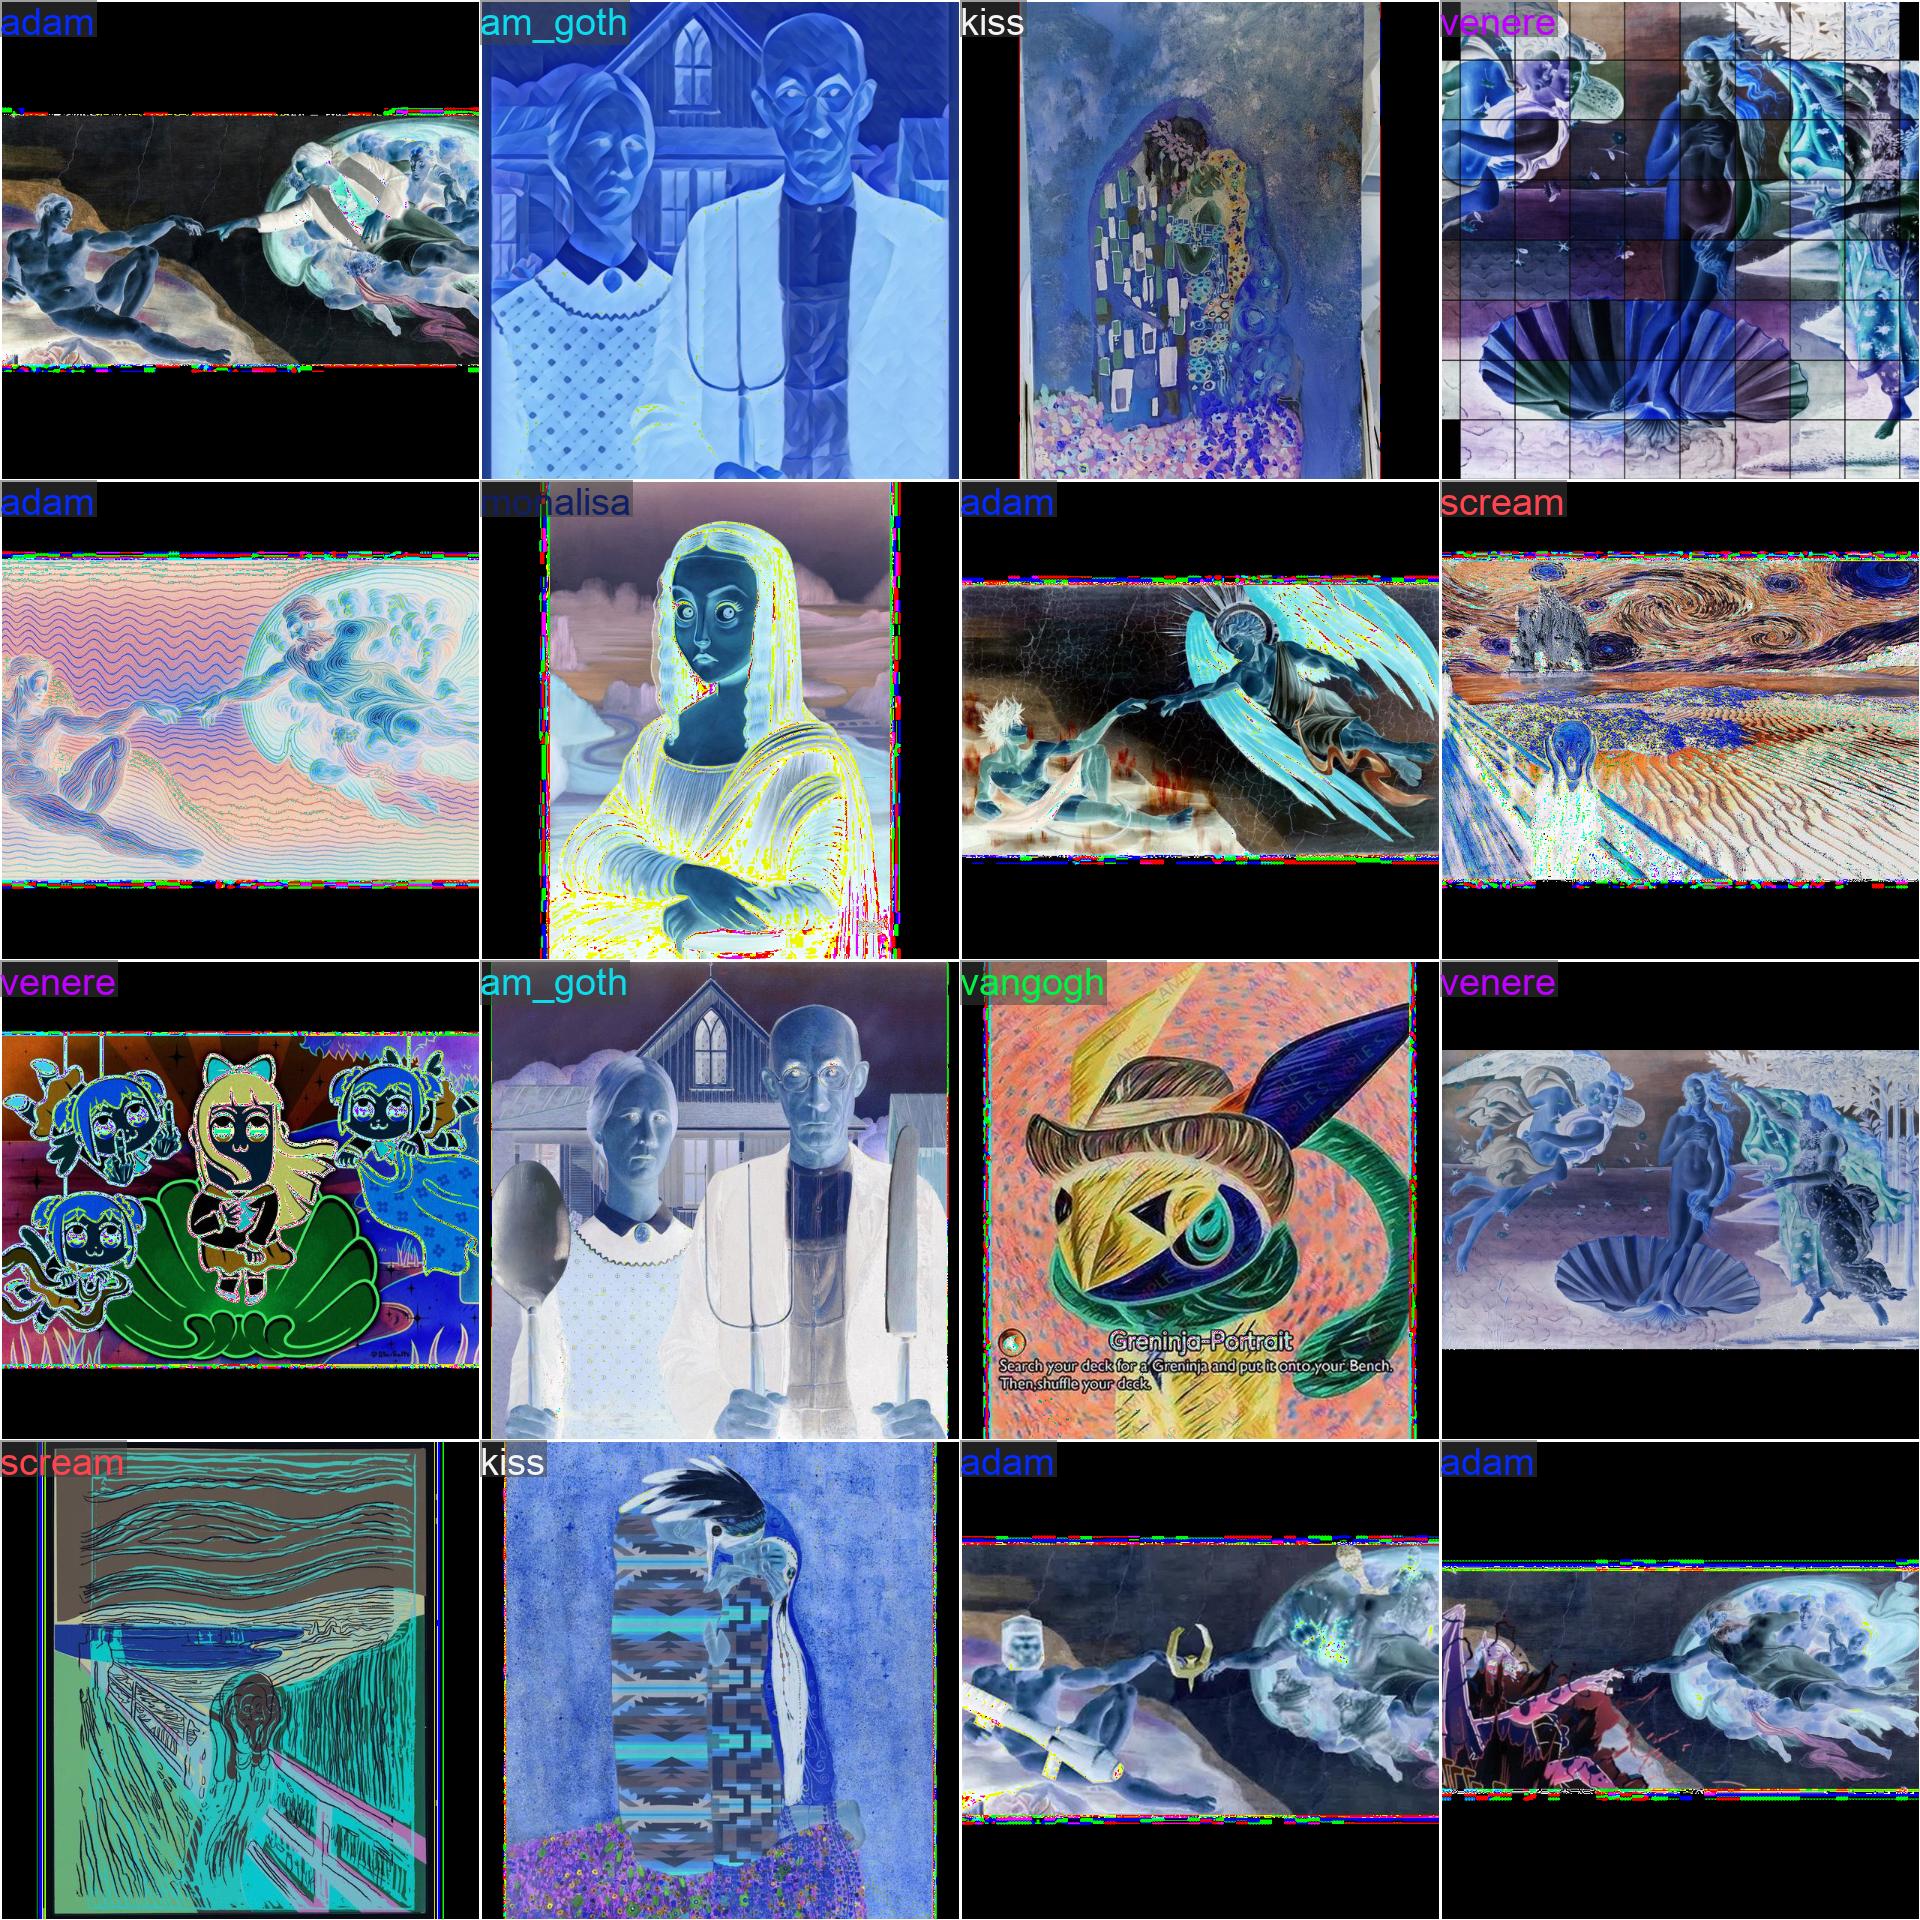 adam
am_goth
kiss
venere
adam
monalisa
adam
scream
venere
am_goth
vangogh
venere
Greninja-Portrait
Search your deck for a Greninja and put it onto your Bench.
Then, shuffle your deck.
scream
kiss
adam
adam